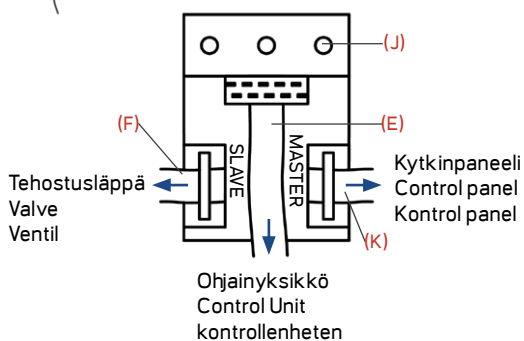 (J)
(F)
(E)
SLAVE
MASTER
Tehostusläppä
Valve
Ventil
Kytkinpaneeli
Control panel
Kontrol panel
(K)
Ohjainyksikkö
Control Unit
kontrollenheten